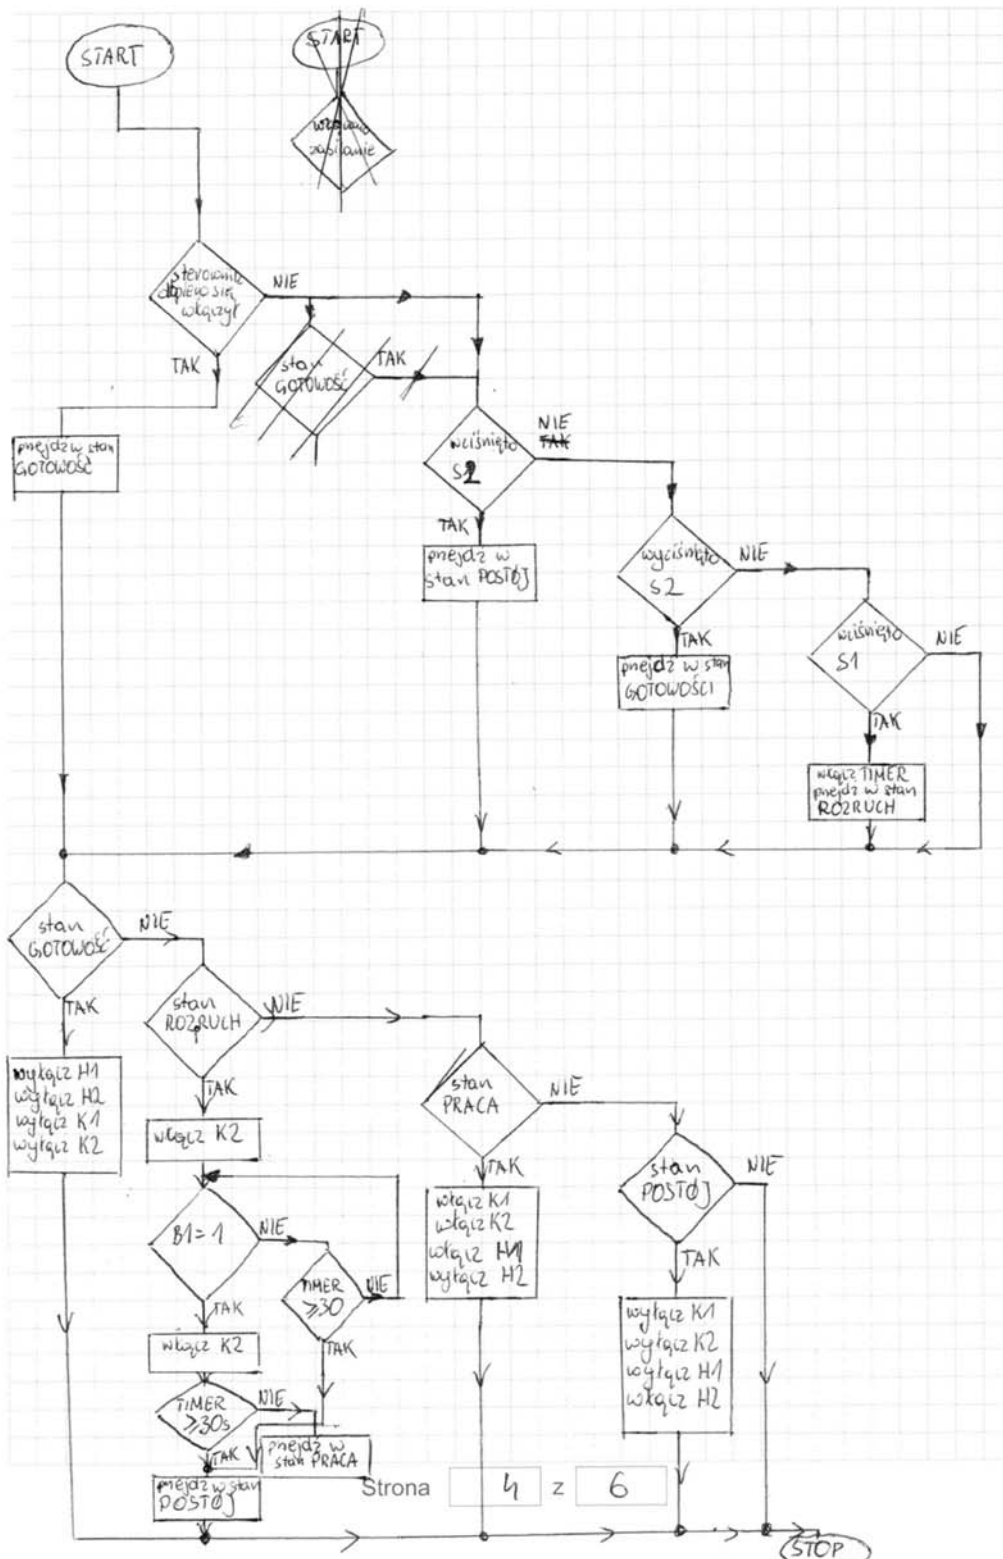 START
START
włączono
zasilanie
sterownik
dopiero się
włączył
NIE
TAK
stan
GOTOWOŚĆ
TAK
przejdź w stan
GOTOWOŚĆ
wciśnięto
S2
NIE
TAK
TAK
przejdź w
stan POSTÓJ
wyciśnięto
S2
NIE
TAK
przejdź w stan
GOTOWOŚCI
wciśnięto
S1
NIE
TAK
włącz TIMER
przejdź w stan
ROZRUCH
stan
GOTOWOŚĆ
NIE
TAK
wyłącz H1
wyłącz H2
wyłącz K1
wyłącz K2
stan
ROZRUCH
NIE
TAK
włącz K2
B1=1
NIE
TAK
TIMER
≥30
NIE
TAK
włącz K2
TIMER
≥30s
NIE
TAK
przejdź w
stan PRACA
przejdź w stan
POSTÓJ
stan
PRACA
NIE
TAK
włącz K1
włącz K2
włącz H1
wyłącz H2
stan
POSTÓJ
NIE
TAK
wyłącz K1
wyłącz K2
wyłącz H1
włącz H2
Strona 4 z 6
STOP